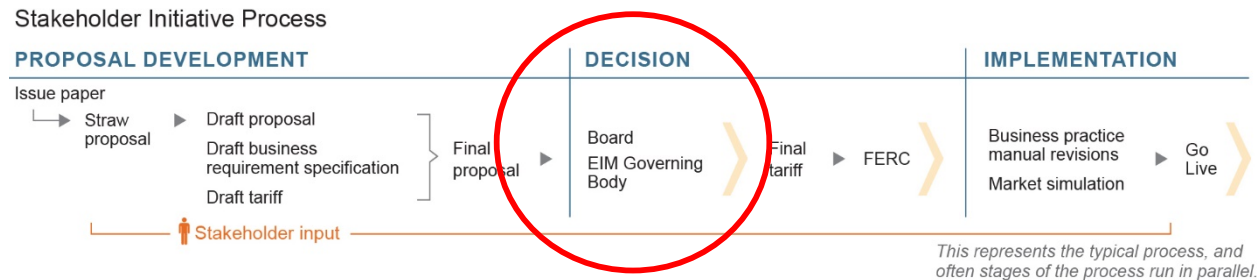 Stakeholder Initiative Process
PROPOSAL DEVELOPMENT
DECISION
IMPLEMENTATION
Issue paper
Straw
proposal
Draft proposal
Draft business
requirement specification
Draft tariff
Final
proposal
Board
EIM Governing
Body
Final
tariff
FERC
Business practice
manual revisions
Market simulation
Go
Live
Stakeholder input
This represents the typical process, and
often stages of the process run in parallel.